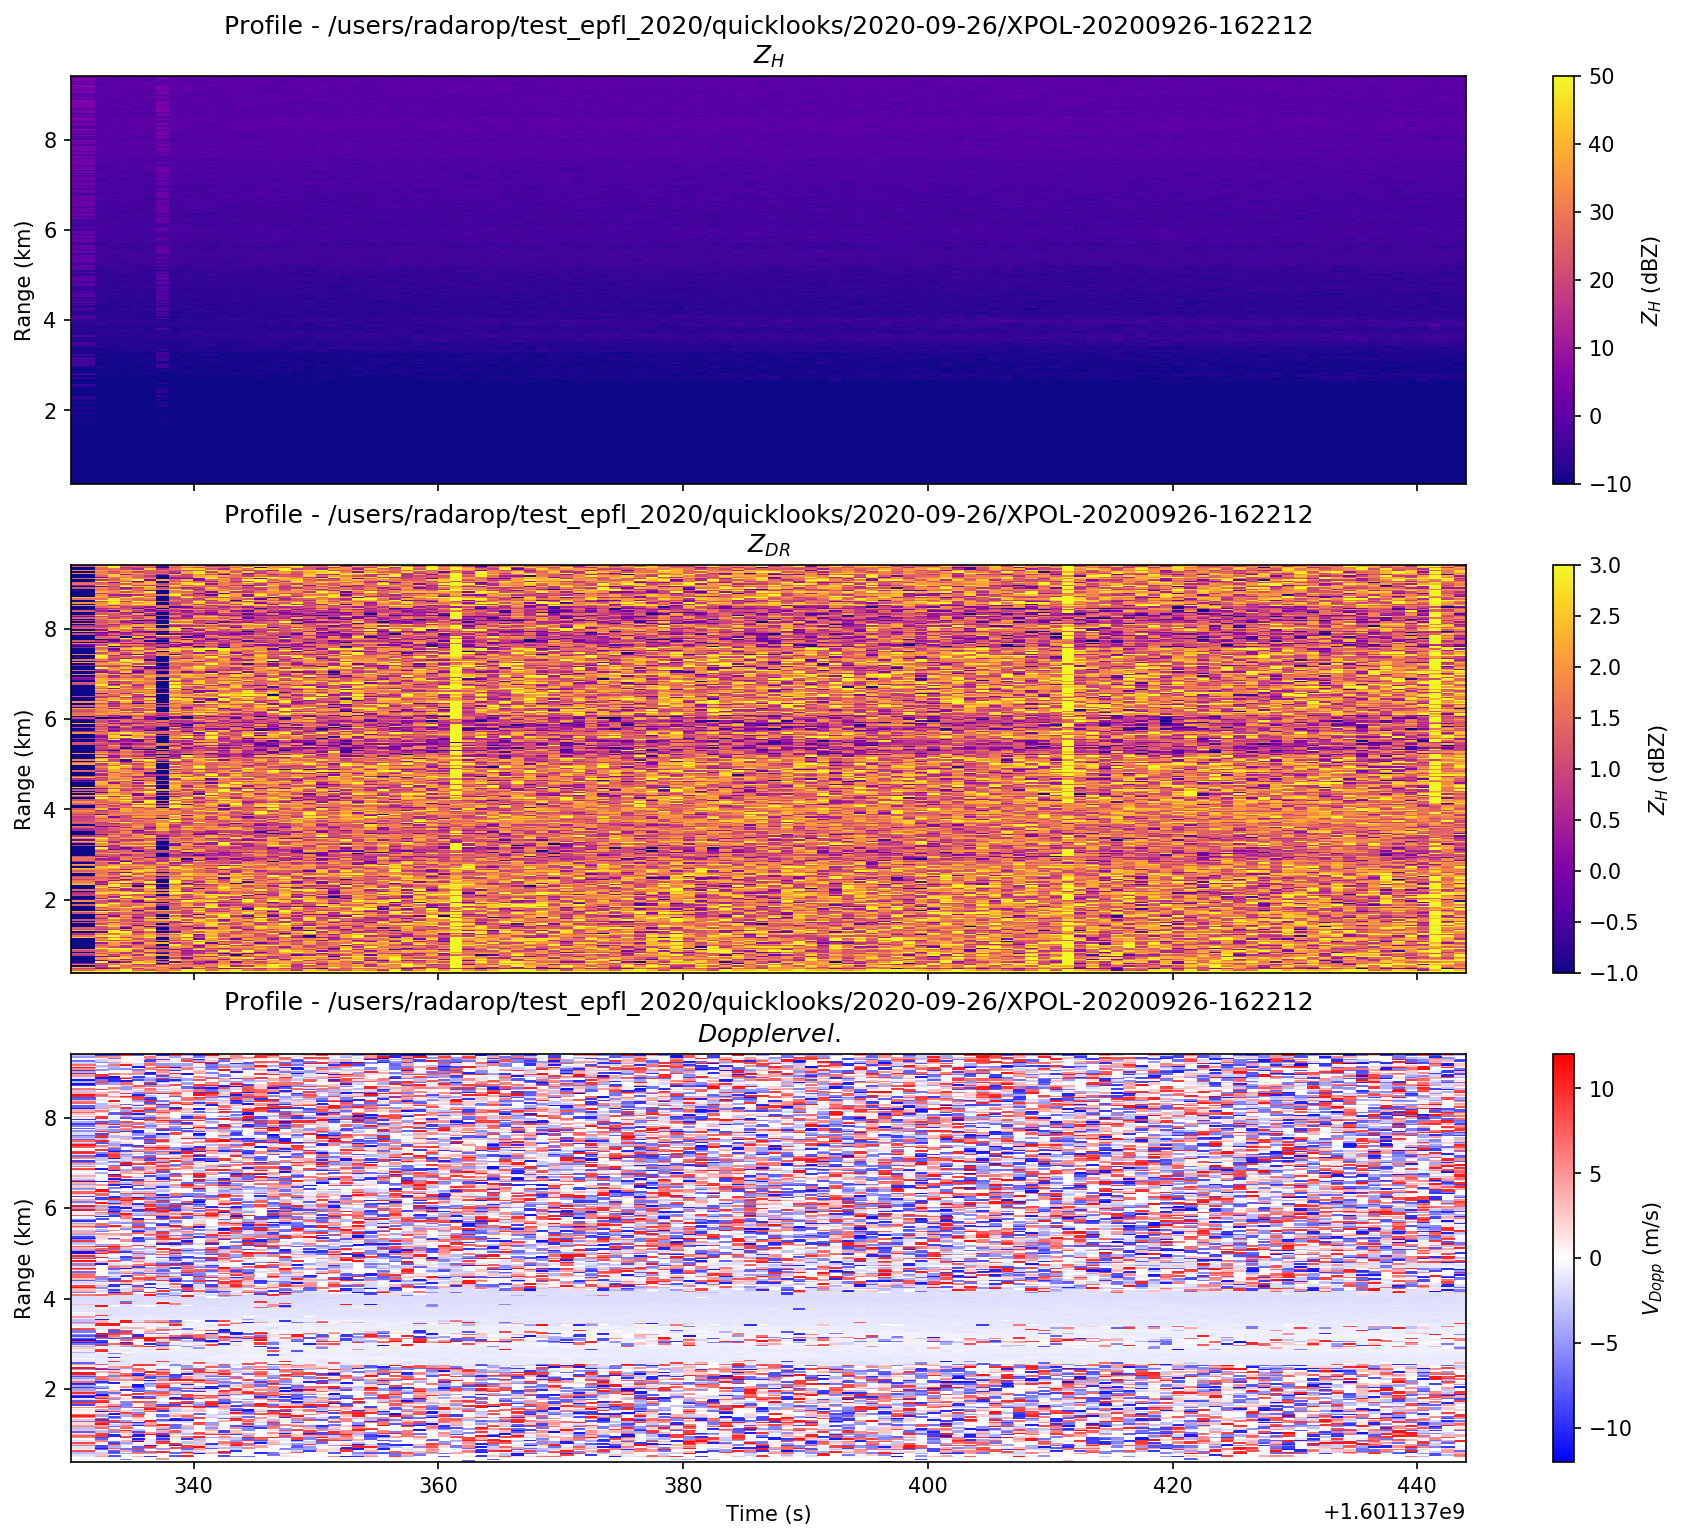 Profile - /users/radarop/test_epfl_2020/quicklooks/2020-09-26/XPOL-20200926-162212
Z_H
Range (km)
8
6
4
2
50
40
30
20
10
0
−10
Z_H (dBZ)
Profile - /users/radarop/test_epfl_2020/quicklooks/2020-09-26/XPOL-20200926-162212
Z_DR
Range (km)
8
6
4
2
3.0
2.5
2.0
1.5
1.0
0.5
0.0
−0.5
−1.0
Z_H (dBZ)
Profile - /users/radarop/test_epfl_2020/quicklooks/2020-09-26/XPOL-20200926-162212
Dopplervel.
Range (km)
8
6
4
2
10
5
0
−5
−10
V_Dopp (m/s)
340 360 380 400 420 440
Time (s)
+1.601137e9